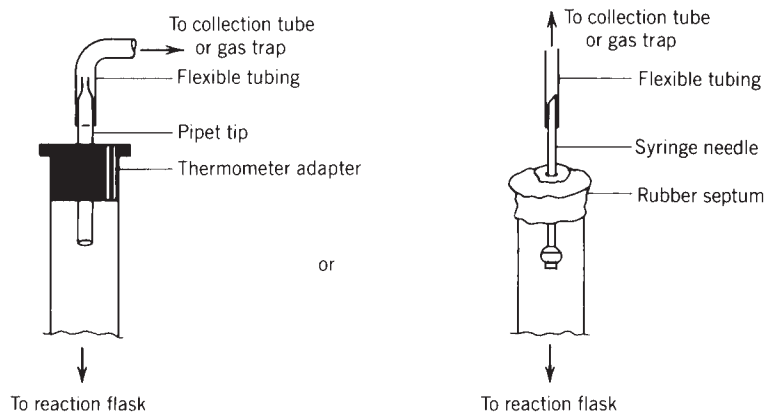 To collection tube
or gas trap
Flexible tubing
Pipet tip
Thermometer adapter
To reaction flask
or
To collection tube
or gas trap
Flexible tubing
Syringe needle
Rubber septum
To reaction flask